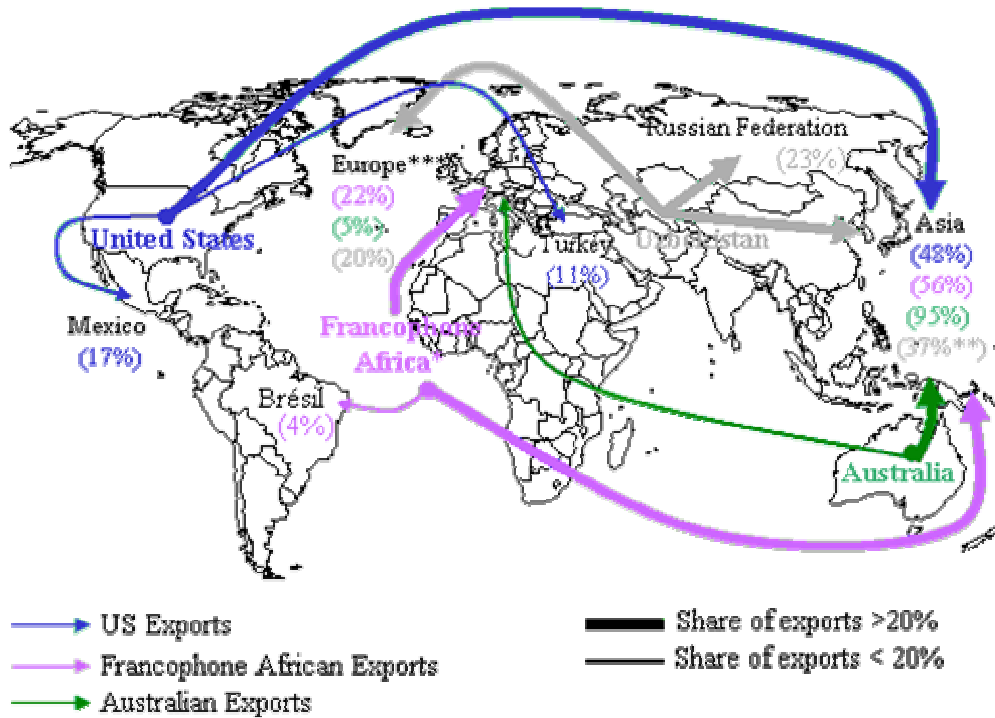 Russian Federation
(23%)
Europe***
(22%)
(5%)
(20%)
United States
Turkey
(11%)
Uzbekistan
Asia
(48%)
(56%)
(95%)
(37%**)
Mexico
(17%)
Francophone
Africa*
Brésil
(4%)
Australia
US Exports
Francophone African Exports
Australian Exports
Share of exports >20%
Share of exports < 20%